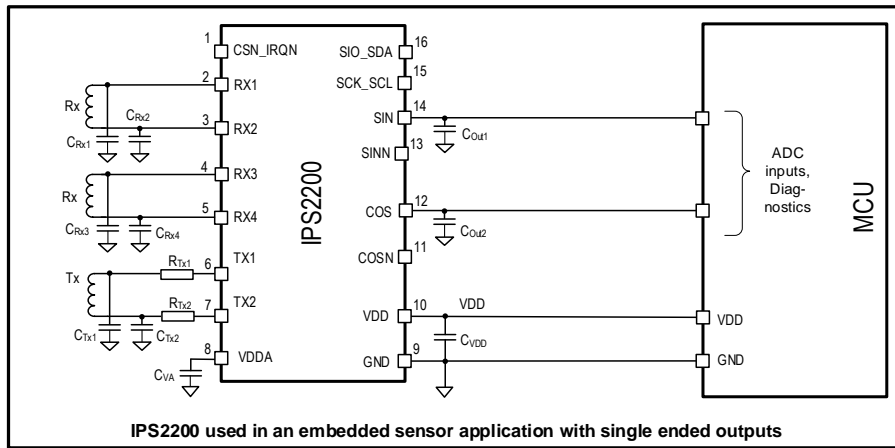 1
CSN_IRQN
SIO_SDA
16
2
RX1
SCK_SCL
15
Rx
CRx1
CRx2
3
RX2
SIN
14
COut1
SINN
13
4
RX3
Rx
CRx3
CRx4
5
RX4
COS
12
COut2
COSN
11
IPS2200
Tx
RTx1
6
TX1
RTx2
7
TX2
CTx1
CTx2
VDD
10
VDD
CVDD
8
VDDA
CVA
GND
9
ADC
inputs,
Diag-
nostics
MCU
VDD
GND
IPS2200 used in an embedded sensor application with single ended outputs